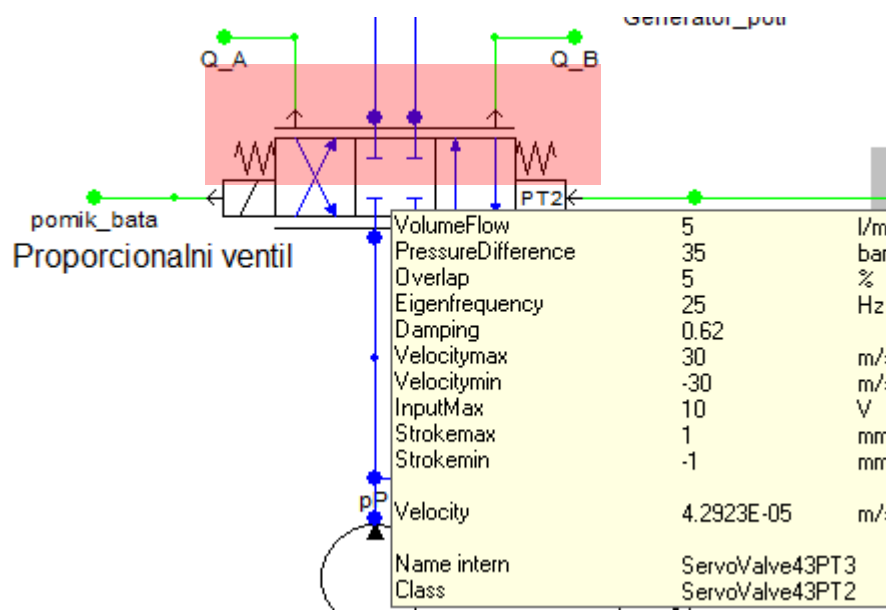 Generator_poti
Q_A
Q_B
PT2
pomik_bata
Proporcionalni ventil
VolumeFlow 5 l/m
PressureDifference 35 bar
Overlap 5 %
Eigenfrequency 25 Hz
Damping 0.62
Velocitymax 30 m/s
Velocitymin -30 m/s
InputMax 10 V
Strokemax 1 mm
Strokemin -1 mm
pP
Velocity 4.2923E-05 m/s
Name intern ServoValve43PT3
Class ServoValve43PT2